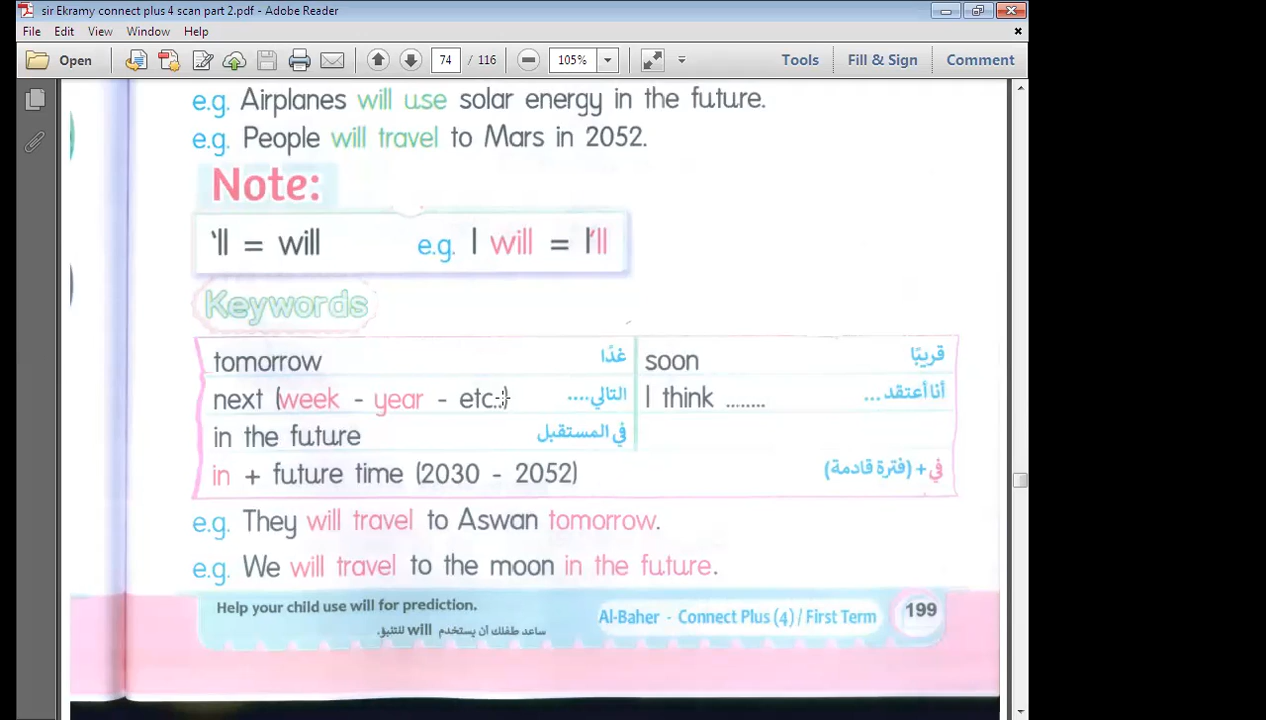 sir Ekramy connect plus 4 scan part 2.pdf - Adobe Reader
File Edit View Window Help
Open 74 / 116 105% Tools Fill & Sign Comment
e.g. Airplanes will use solar energy in the future.
e.g. People will travel to Mars in 2052.
Note:
'll = will e.g. I will = I'll
Keywords
tomorrow غدًا soon قريبًا
next (week - year - etc..) التالي.... I think ........ أنا أعتقد ...
in the future في المستقبل
in + future time (2030 - 2052) في + (فترة قادمة)
e.g. They will travel to Aswan tomorrow.
e.g. We will travel to the moon in the future.
Help your child use will for prediction.
ساعد طفلك أن يستخدم will للتنبؤ.
Al-Baher - Connect Plus (4) / First Term 199